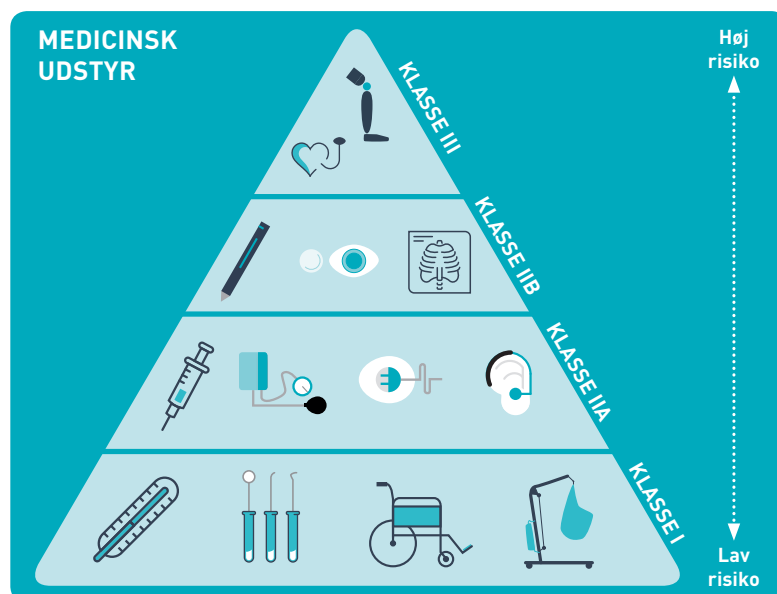 MEDICINSK
UDSTYR
Høj
risiko
KLASSE III
KLASSE IIB
KLASSE IIA
KLASSE I
Lav
risiko